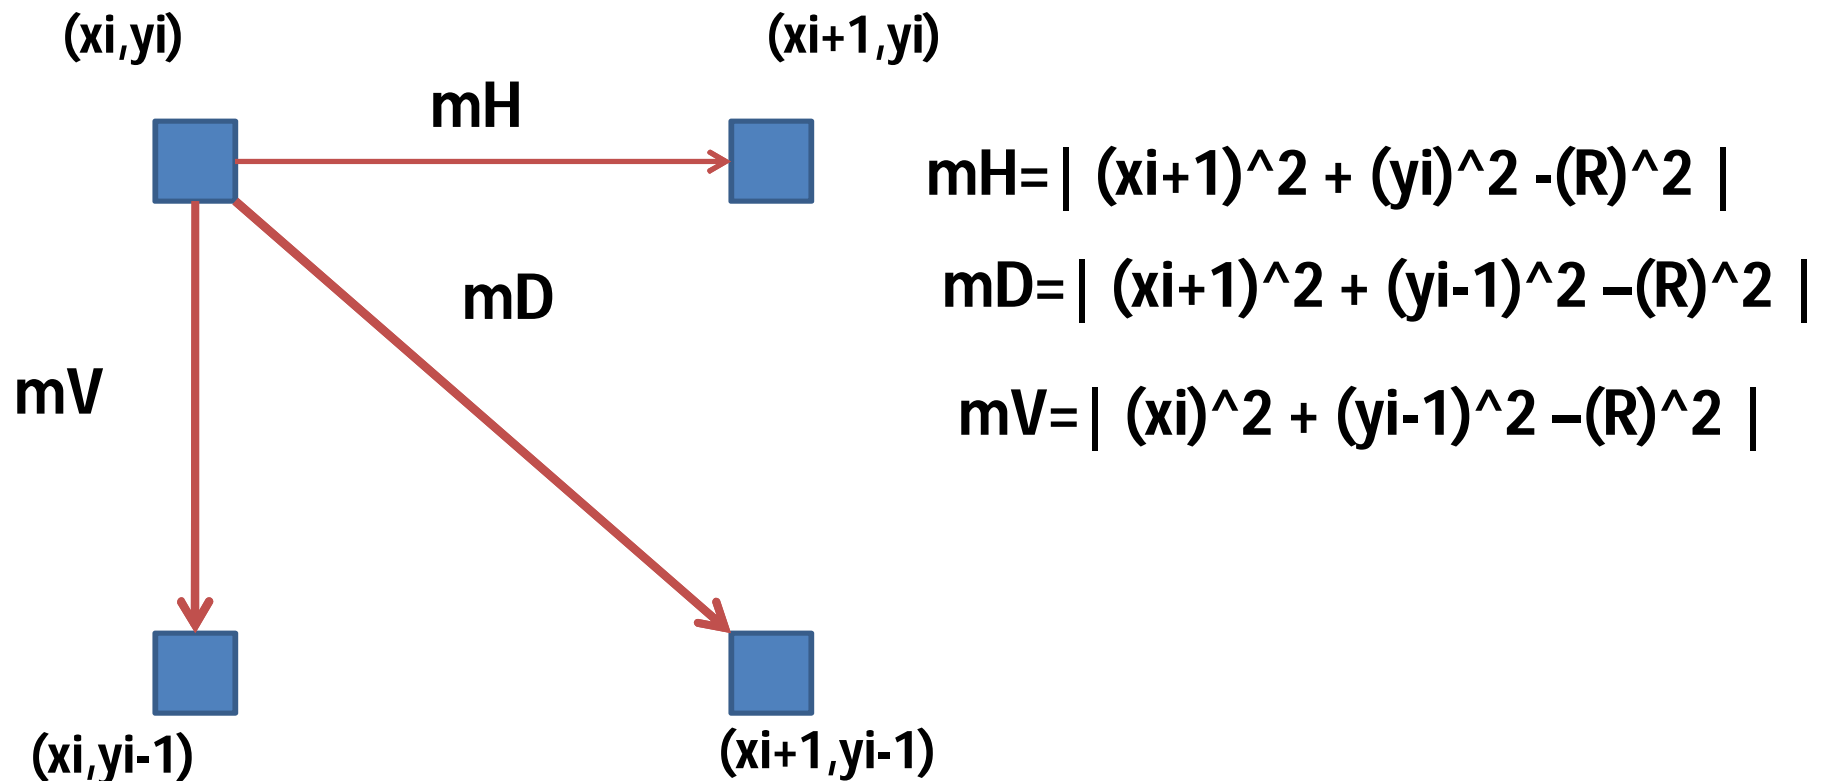 (xi,yi)
(xi+1,yi)
mH
mH=| (xi+1)^2 + (yi)^2 -(R)^2 |
mD=| (xi+1)^2 + (yi-1)^2 –(R)^2 |
mD
mV
mV=| (xi)^2 + (yi-1)^2 –(R)^2 |
(xi,yi-1)
(xi+1,yi-1)